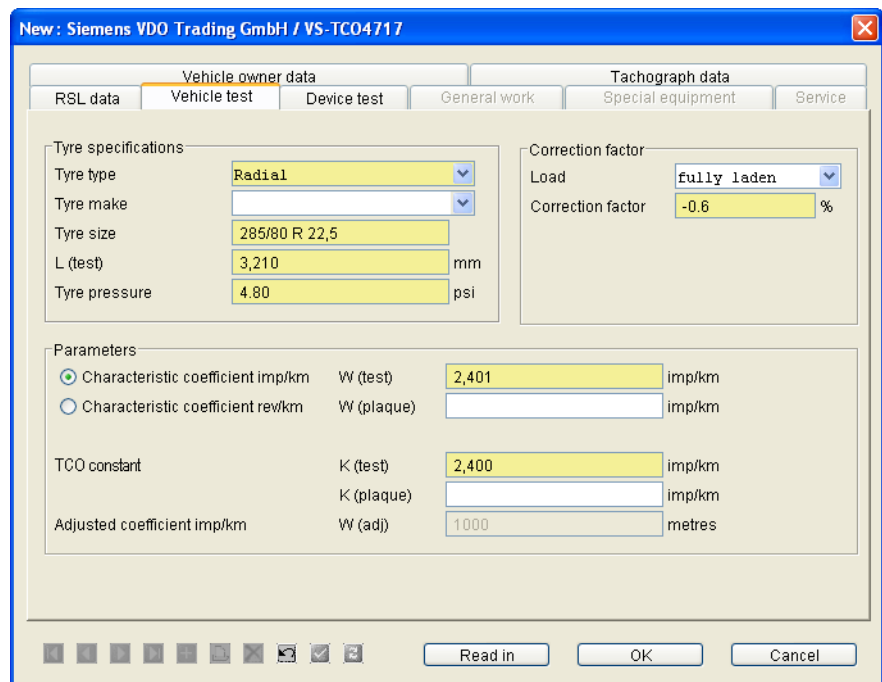 New: Siemens VDO Trading GmbH / VS-TCO4717
Vehicle owner data Tachograph data
RSL data Vehicle test Device test General work Special equipment Service
Tyre specifications
Tyre type Radial
Tyre make
Tyre size 285/80 R 22,5
L (test) 3,210 mm
Tyre pressure 4.80 psi
Correction factor
Load fully laden
Correction factor -0.6 %
Parameters
Characteristic coefficient imp/km W (test) 2,401 imp/km
Characteristic coefficient rev/km W (plaque) imp/km
TCO constant K (test) 2,400 imp/km
K (plaque) imp/km
Adjusted coefficient imp/km W (adj) 1000 metres
Read in OK Cancel